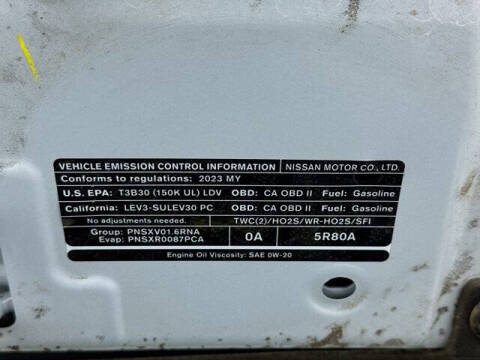 VEHICLE EMISSION CONTROL INFORMATION NISSAN MOTOR CO., LTD.
Conforms to regulations: 2023 MY
U.S. EPA: T3B30 (150K UL) LDV OBD: CA OBD II Fuel: Gasoline
California: LEV3-SULEV30 PC OBD: CA OBD II Fuel: Gasoline
No adjustments needed. TWC(2)/HO2S/WR-HO2S/SFI
Group: PNSXV01.6RNA
Evap: PNSXR0087PCA 0A 5R80A
Engine Oil Viscosity: SAE 0W-20